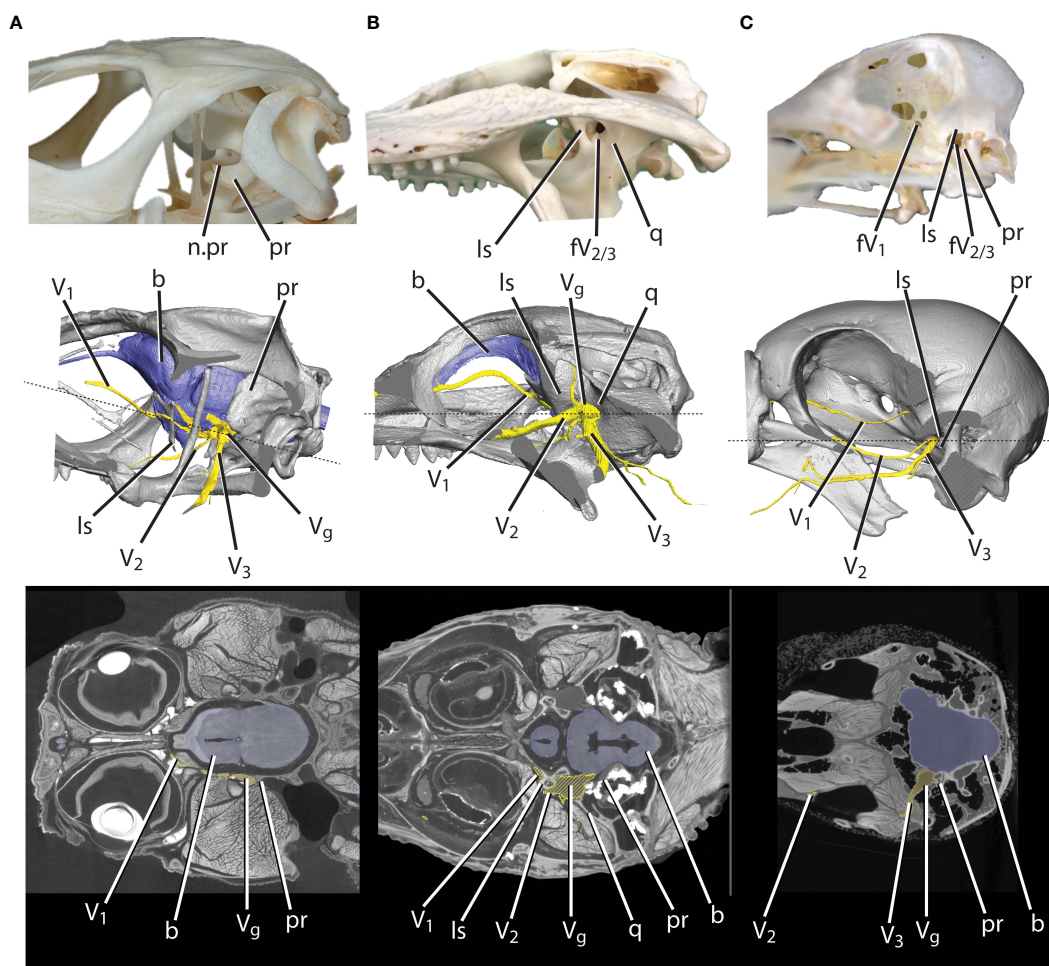 A B C
n.pr pr
ls fV2/3 q
fV1 ls fV2/3 pr
V1 b pr
ls V2 V3 Vg
b ls Vg q
V1 V2 V3
ls pr
V1 V2 V3
V1 b Vg pr
V1 ls V2 Vg q pr b
V2 V3 Vg pr b